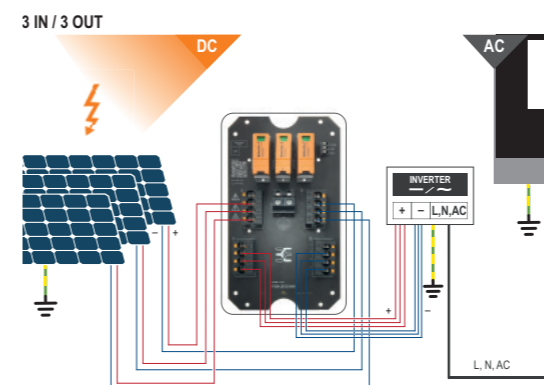 3 IN / 3 OUT
DC
AC
INVERTER
+ − L,N,AC
− +
+ −
L, N, AC